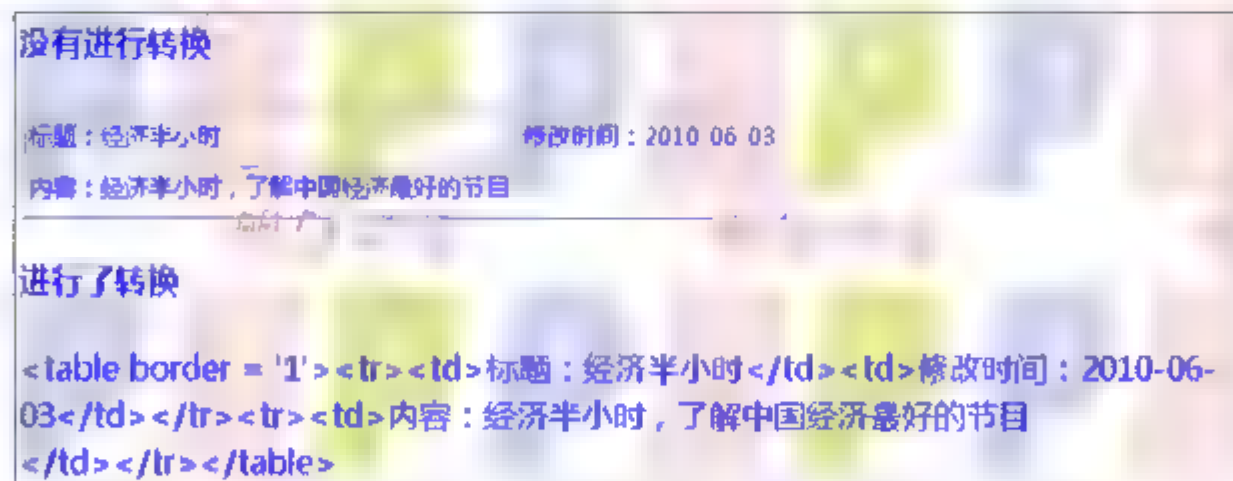 没有进行转换
标题：经济半小时 修改时间：2010-06-03
内容：经济半小时，了解中国经济最好的节目
进行了转换
<table border = '1'><tr><td>标题：经济半小时</td><td>修改时间：2010-06-
03</td></tr><tr><td>内容：经济半小时，了解中国经济最好的节目
</td></tr></table>